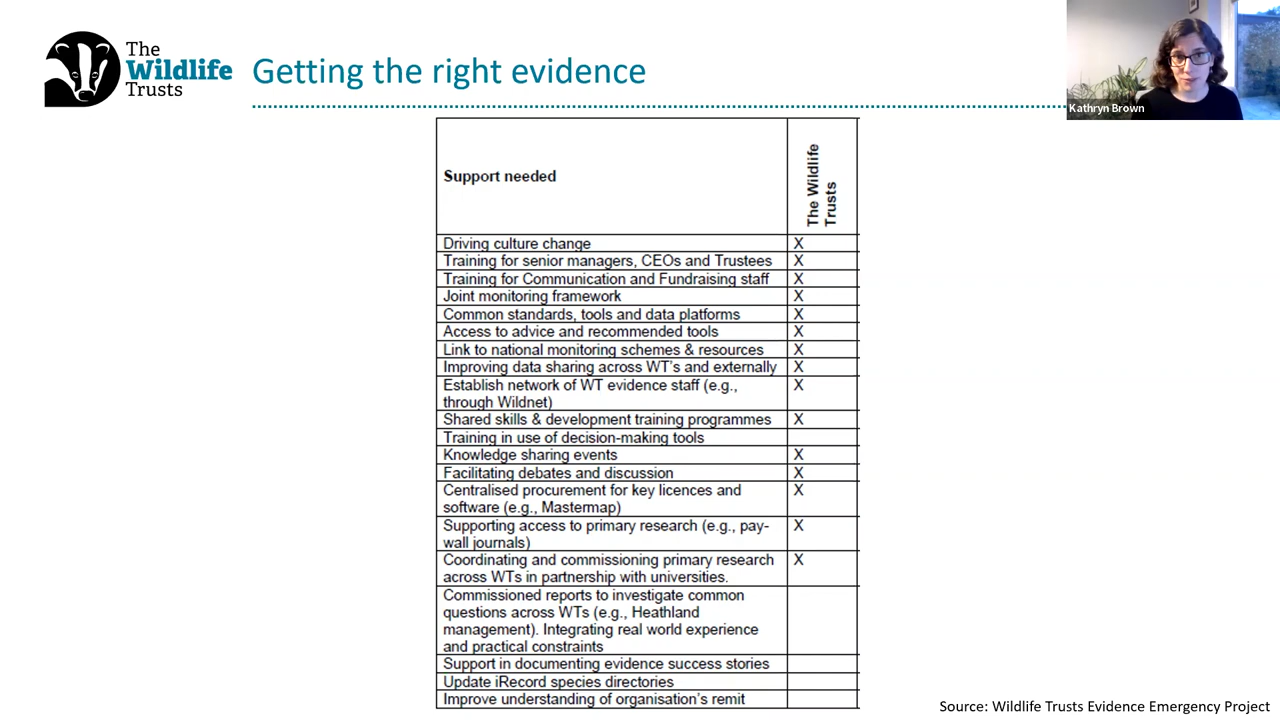 The
Wildlife
Trusts
Getting the right evidence
Kathryn Brown
Support needed
The Wildlife
Trusts
Driving culture change X
Training for senior managers, CEOs and Trustees X
Training for Communication and Fundraising staff X
Joint monitoring framework X
Common standards, tools and data platforms X
Access to advice and recommended tools X
Link to national monitoring schemes & resources X
Improving data sharing across WT's and externally X
Establish network of WT evidence staff (e.g., X
through Wildnet)
Shared skills & development training programmes X
Training in use of decision-making tools
Knowledge sharing events X
Facilitating debates and discussion X
Centralised procurement for key licences and X
software (e.g., Mastermap)
Supporting access to primary research (e.g., pay- X
wall journals)
Coordinating and commissioning primary research X
across WTs in partnership with universities.
Commissioned reports to investigate common
questions across WTs (e.g., Heathland
management). Integrating real world experience
and practical constraints
Support in documenting evidence success stories
Update iRecord species directories
Improve understanding of organisation's remit
Source: Wildlife Trusts Evidence Emergency Project